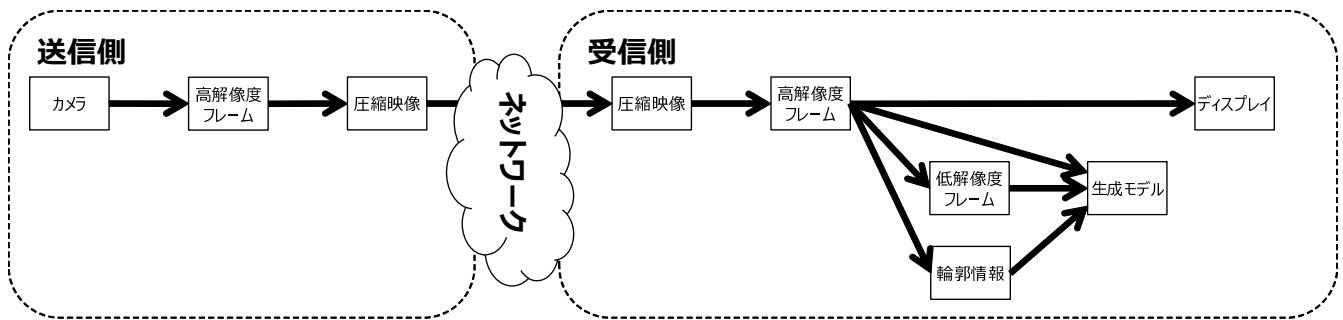 送信側
カメラ
高解像度
フレーム
圧縮映像
ネットワーク
受信側
圧縮映像
高解像度
フレーム
ディスプレイ
低解像度
フレーム
生成モデル
輪郭情報